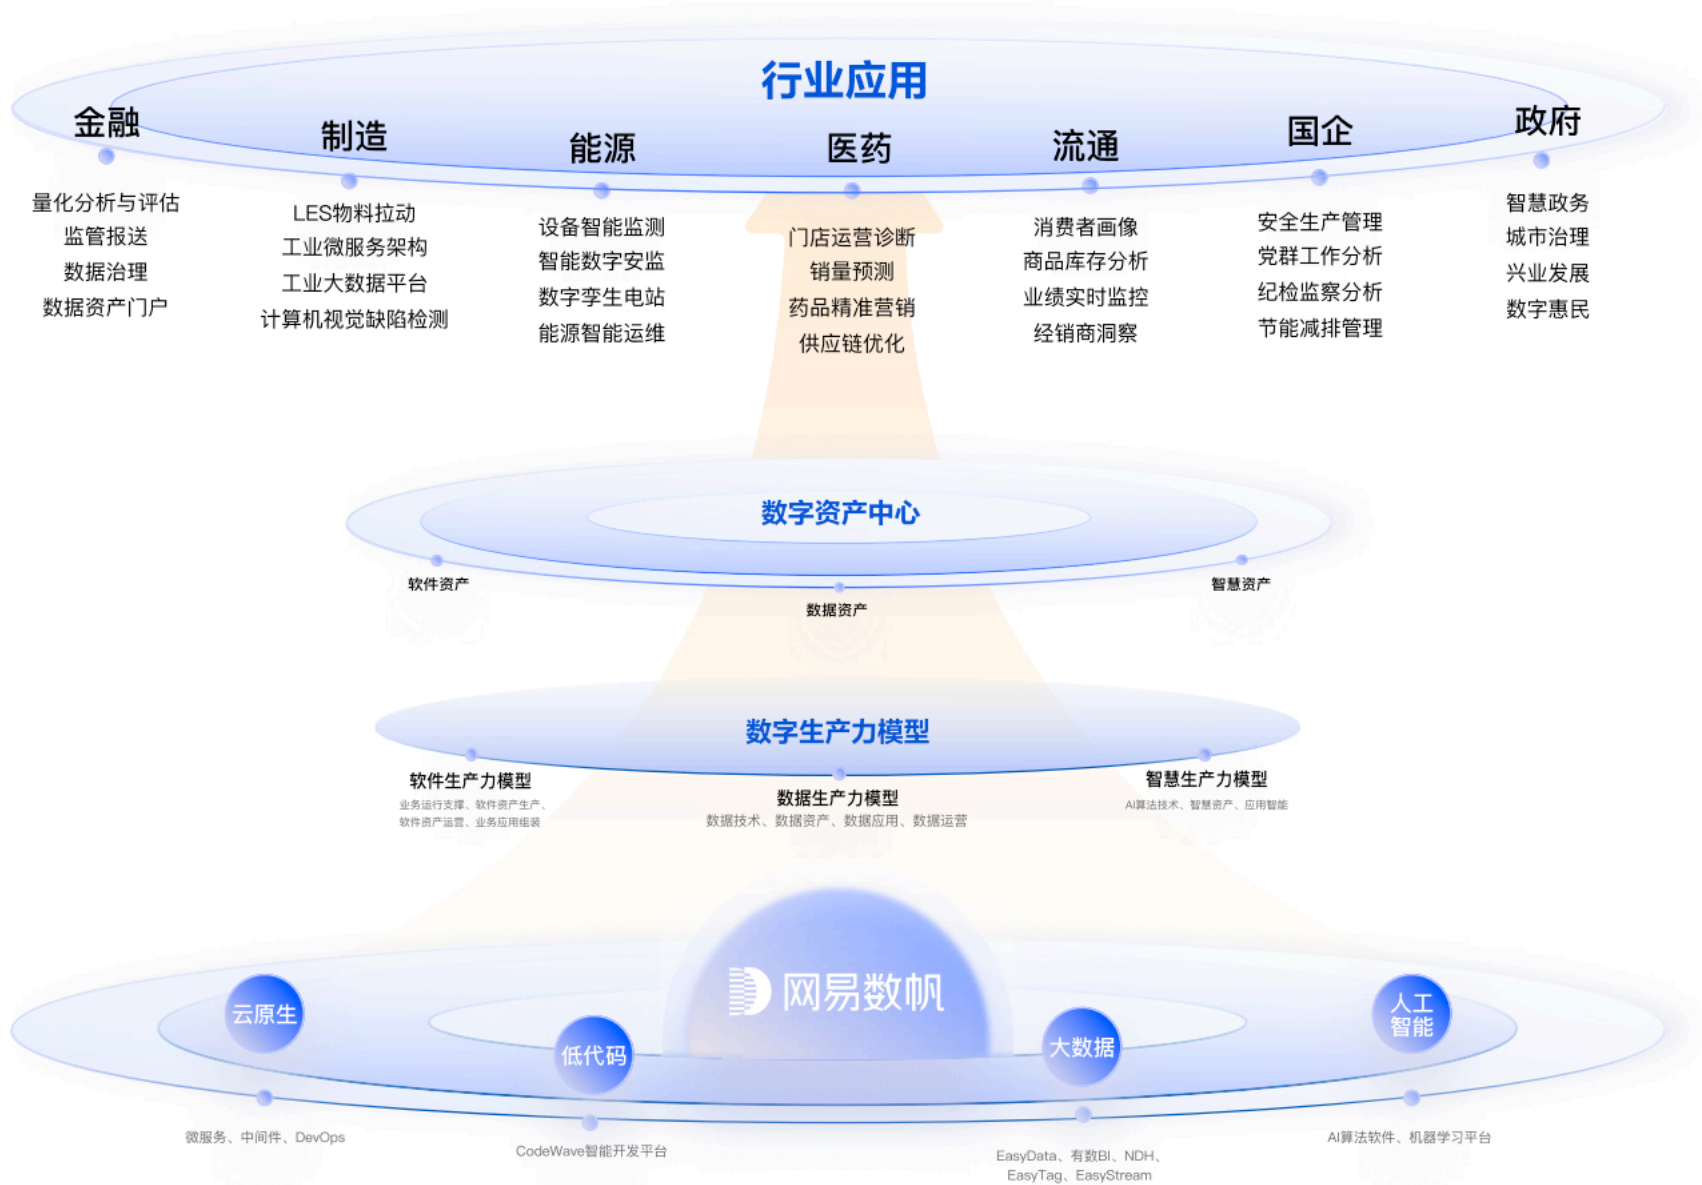 行业应用
金融
制造
能源
医药
流通
国企
政府
量化分析与评估
监管报送
数据治理
数据资产门户
LES物料拉动
工业微服务架构
工业大数据平台
计算机视觉缺陷检测
设备智能监测
智能数字安监
数字孪生电站
能源智能运维
门店运营诊断
销量预测
药品精准营销
供应链优化
消费者画像
商品库存分析
业绩实时监控
经销商洞察
安全生产管理
党群工作分析
纪检监察分析
节能减排管理
智慧政务
城市治理
兴业发展
数字惠民
数字资产中心
软件资产
数据资产
智慧资产
数字生产力模型
软件生产力模型
业务运行支撑、软件资产生产、
软件资产运营、业务应用组装
数据生产力模型
数据技术、数据资产、数据应用、数据运营
智慧生产力模型
AI算法技术、智慧资产、应用智能
网易数帆
云原生
低代码
大数据
人工
智能
微服务、中间件、DevOps
CodeWave智能开发平台
EasyData、有数BI、NDH、
EasyTag、EasyStream
AI算法软件、机器学习平台